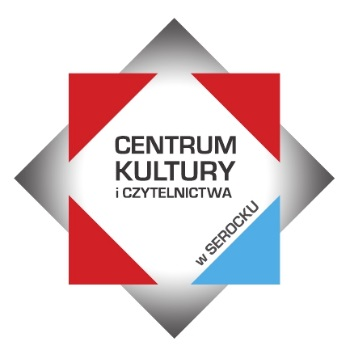 CENTRUM
KULTURY
i CZYTELNICTWA
w SEROCKU